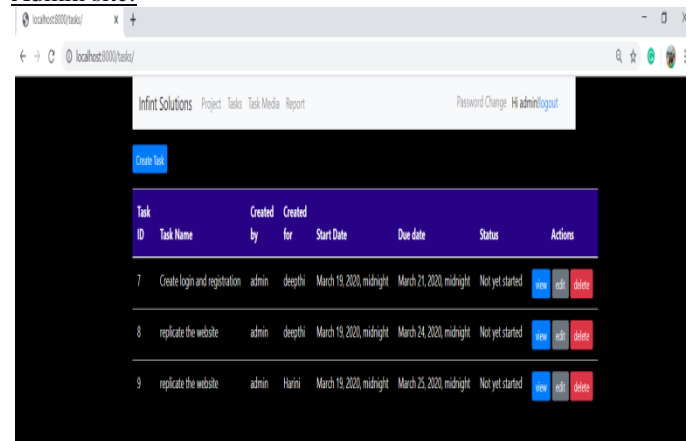 Admin site:
localhost:8000/tasks/
localhost:8000/tasks/
Infint Solutions Project Tasks Task Media Report Password Change Hi admin!logout
Create Task
Task ID Task Name Created by Created for Start Date Due date Status Actions
7 Create login and registration admin deepthi March 19, 2020, midnight March 21, 2020, midnight Not yet started view edit delete
8 replicate the website admin deepthi March 19, 2020, midnight March 24, 2020, midnight Not yet started view edit delete
9 replicate the website admin Harini March 19, 2020, midnight March 25, 2020, midnight Not yet started view edit delete